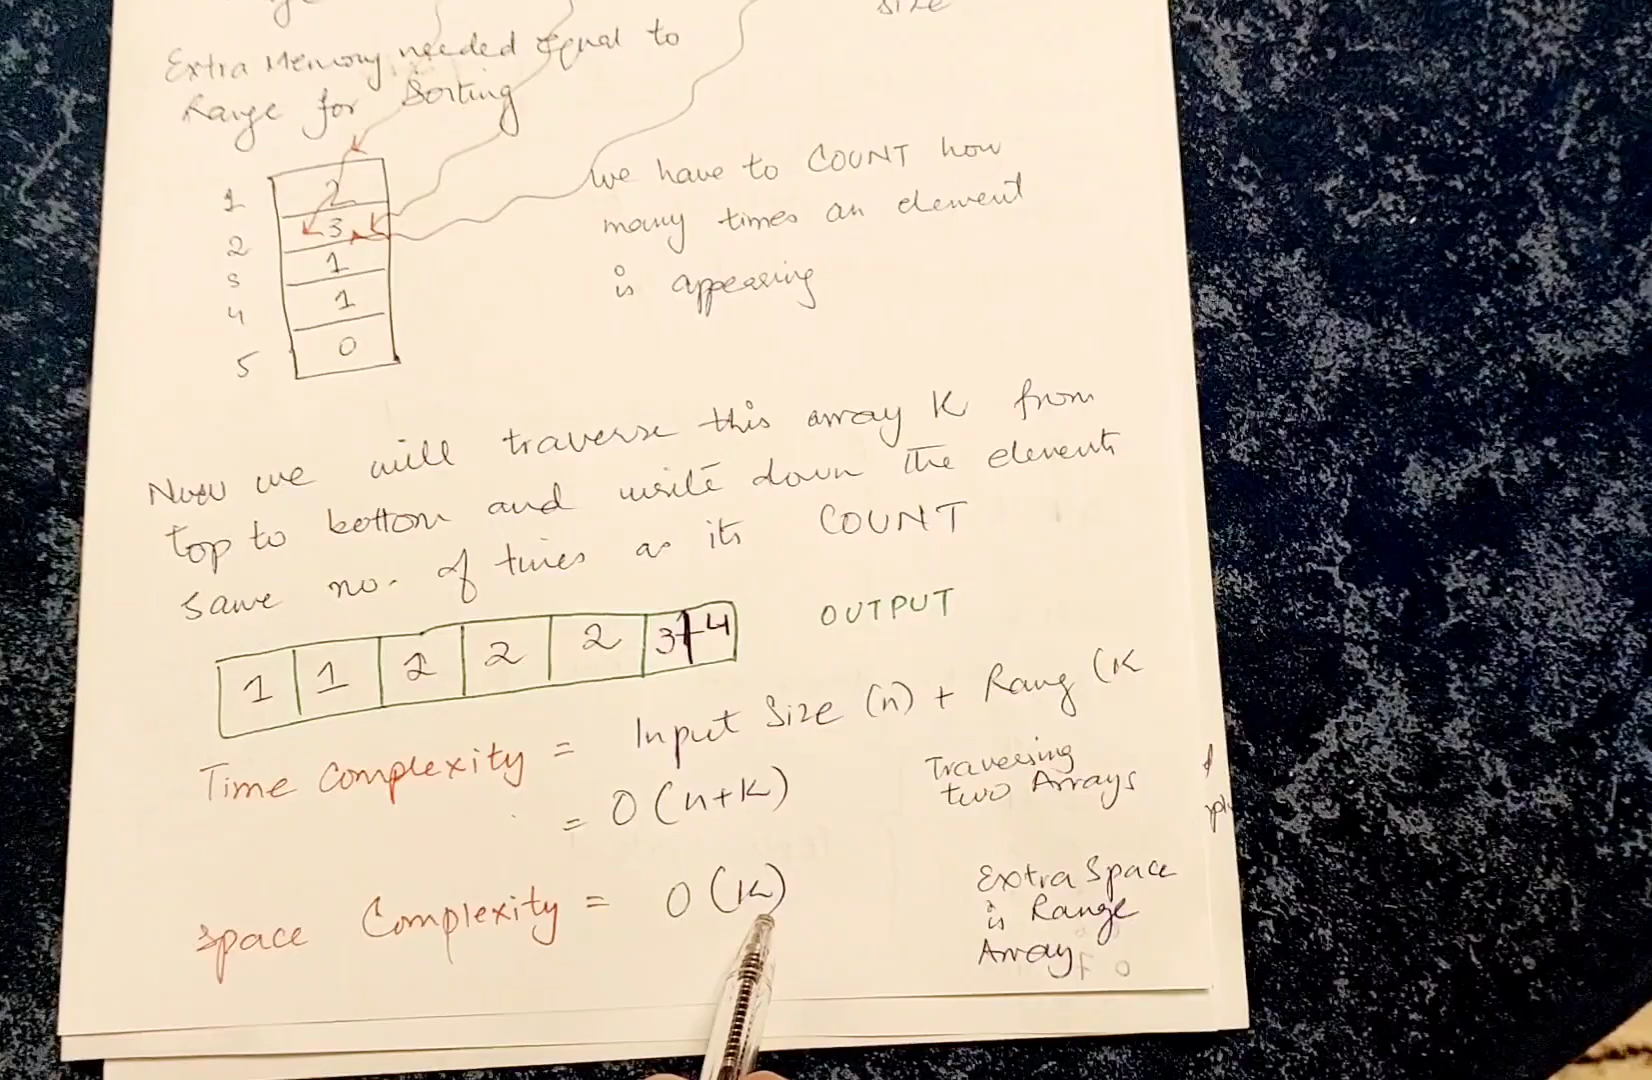 Size
Extra Memory needed Equal to
Range for Sorting
1 2
2 3
3 1
4 1
5 0
we have to COUNT how
many times an element
is appearing
Now we will traverse this array K from
top to bottom and write down the elements
same no. of times as its COUNT
1 1 2 2 2 3 4
OUTPUT
Time Complexity = Input Size (n) + Rang (K
= O(n+K)
Traversing
two Arrays
Space Complexity = O(K)
Extra Space
is Range
Array